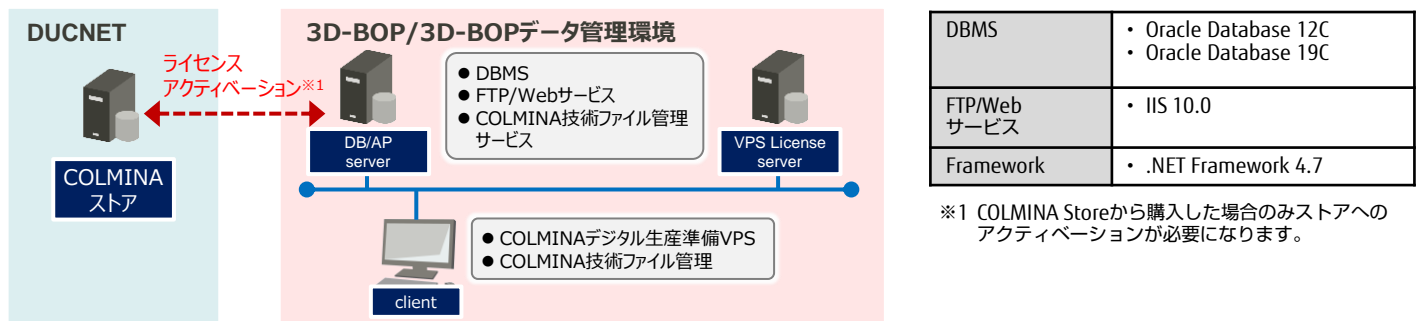 DUCNET
ライセンス
アクティベーション※1
COLMINA
ストア
3D-BOP/3D-BOPデータ管理環境
● DBMS
● FTP/Webサービス
● COLMINA技術ファイル管理
サービス
DB/AP
server
VPS License
server
● COLMINAデジタル生産準備VPS
● COLMINA技術ファイル管理
client
DBMS
・ Oracle Database 12C
・ Oracle Database 19C
FTP/Web
サービス
・ IIS 10.0
Framework
・ .NET Framework 4.7
※1 COLMINA Storeから購入した場合のみストアへの
アクティベーションが必要になります。